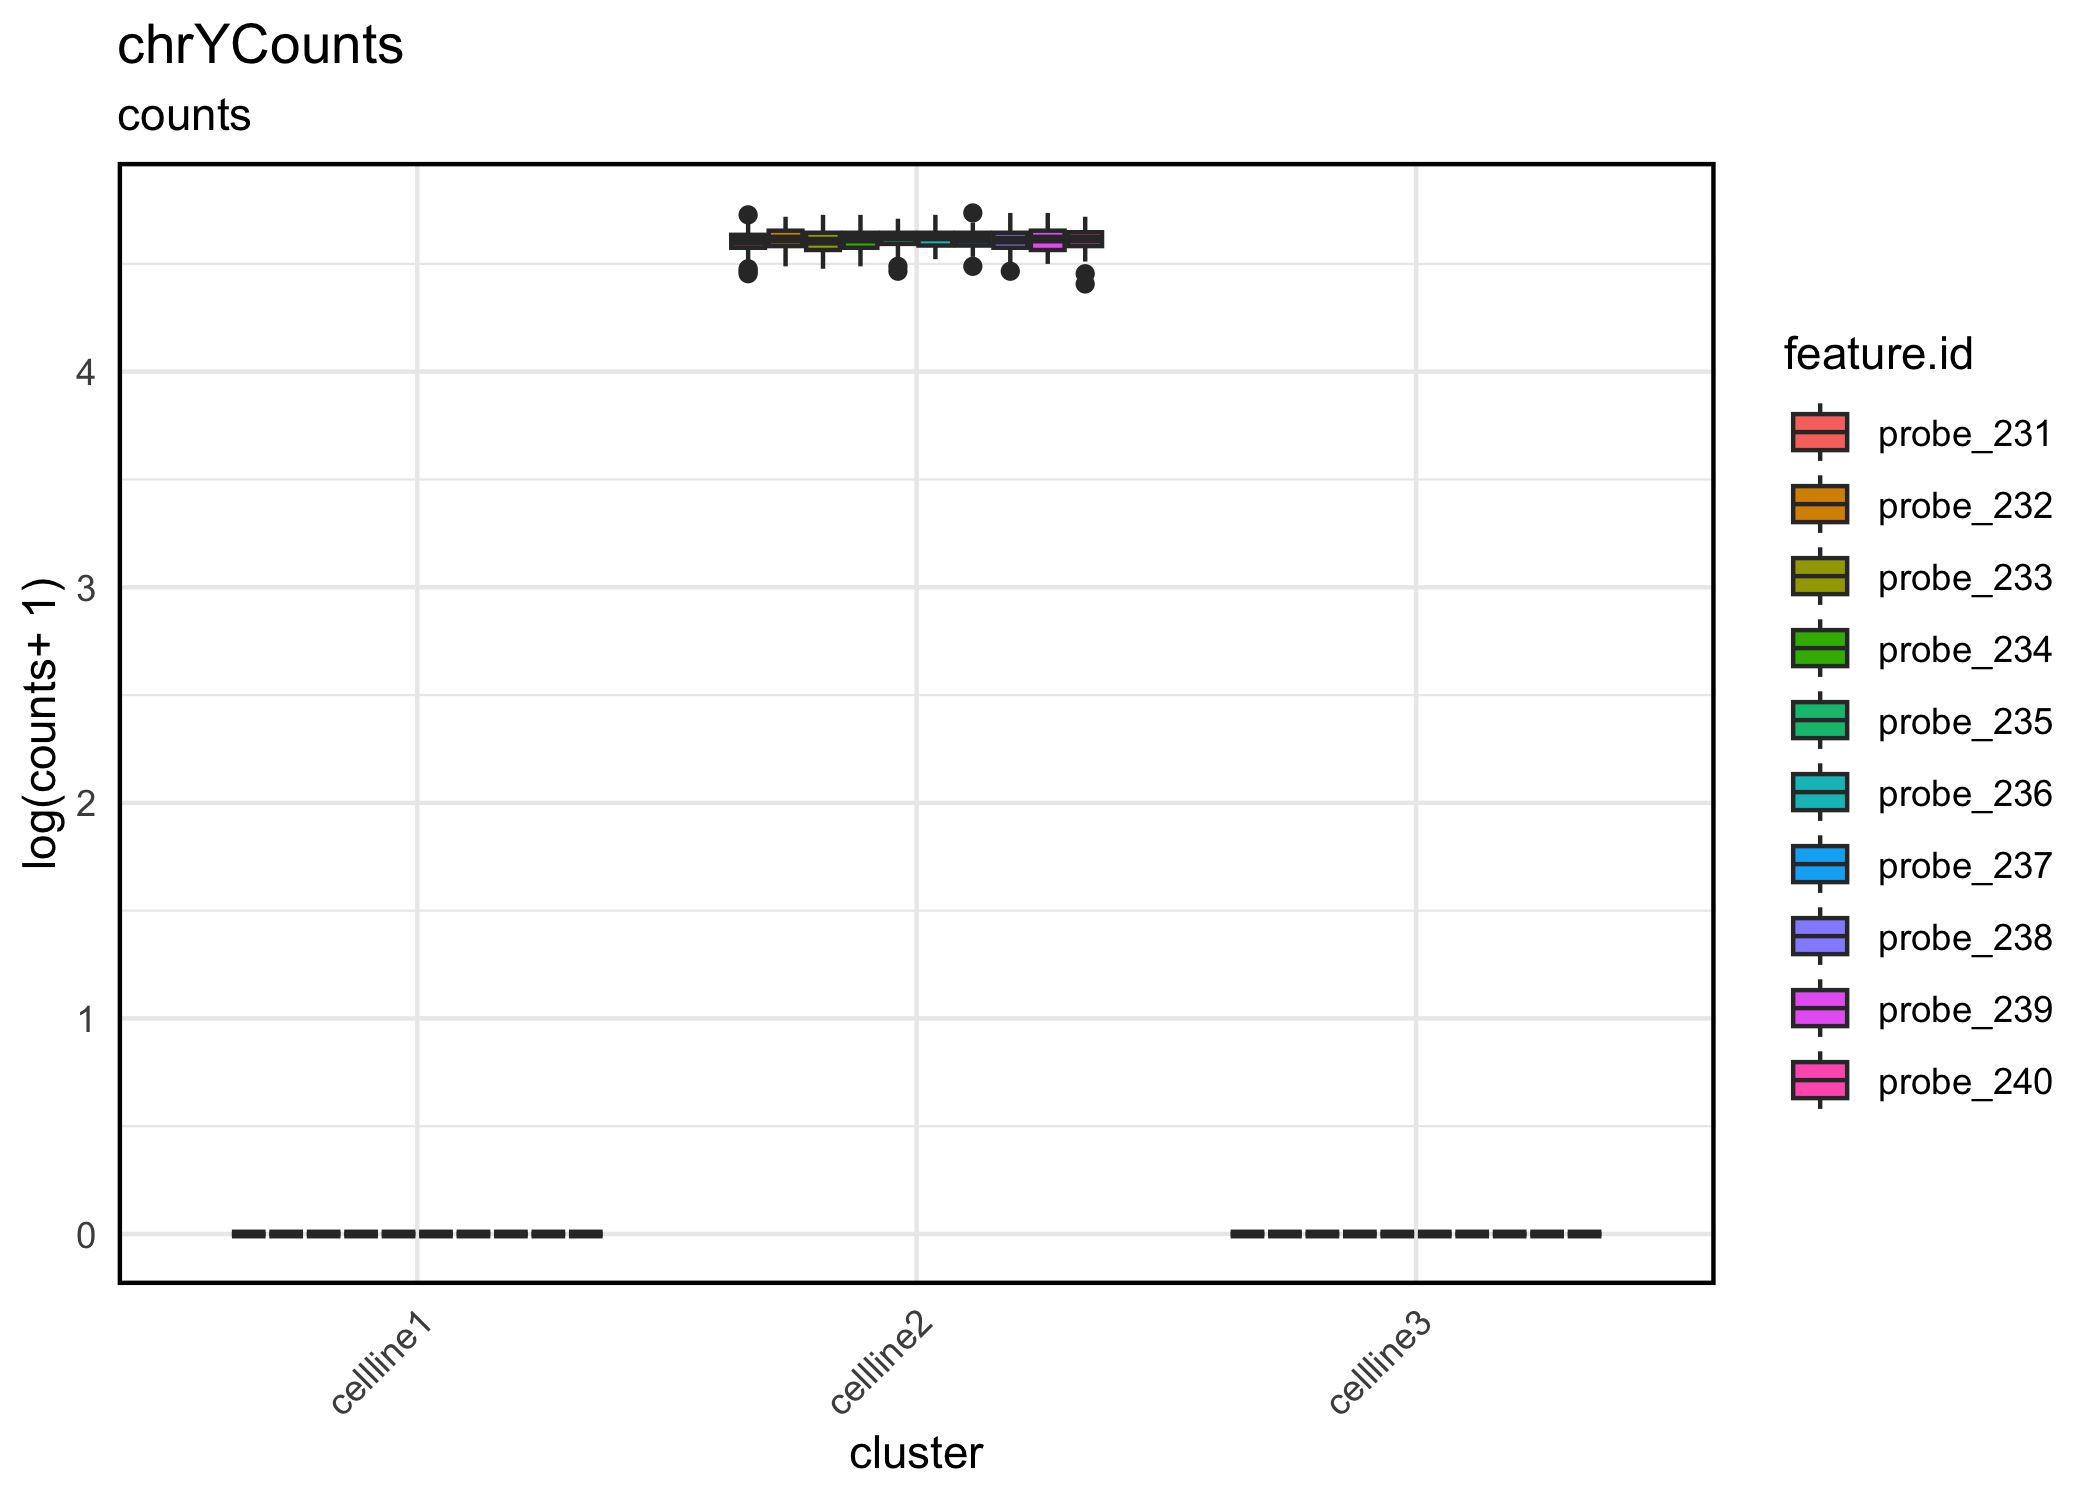 chrYCounts
counts
log(counts+ 1)
4
3
2
1
0
cellline1
cellline2
cellline3
cluster
feature.id
probe_231
probe_232
probe_233
probe_234
probe_235
probe_236
probe_237
probe_238
probe_239
probe_240